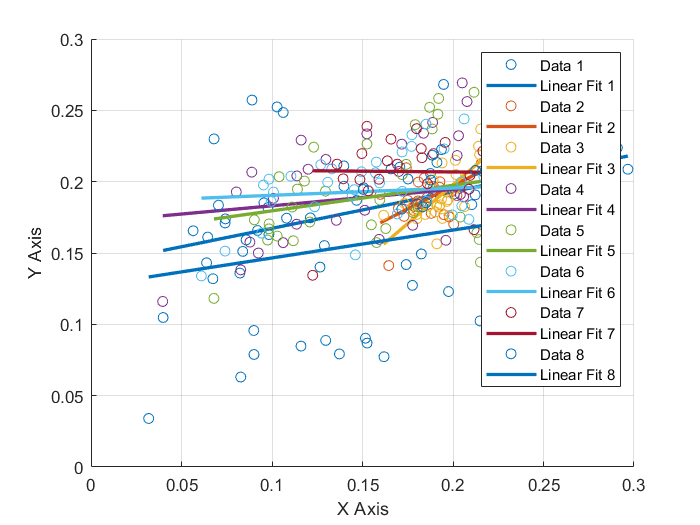 0.3
0.25
0.2
0.15
0.1
0.05
0
Y Axis
0
0.05
0.1
0.15
0.2
0.25
0.3
X Axis
Data 1
Linear Fit 1
Data 2
Linear Fit 2
Data 3
Linear Fit 3
Data 4
Linear Fit 4
Data 5
Linear Fit 5
Data 6
Linear Fit 6
Data 7
Linear Fit 7
Data 8
Linear Fit 8